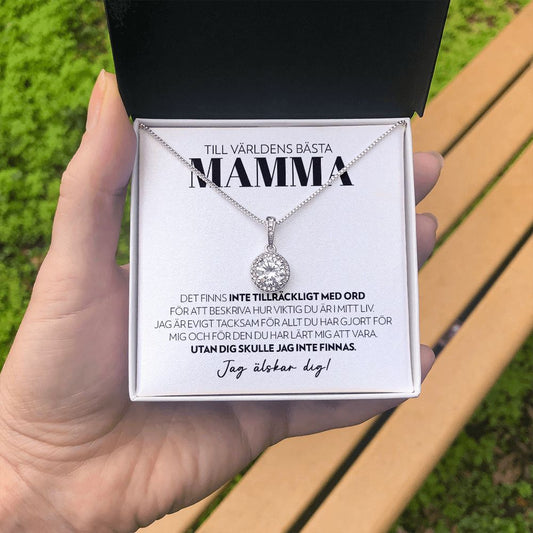 TILL VÄRLDENS BÄSTA
MAMMA
DET FINNS INTE TILLRÄCKLIGT MED ORD
FÖR ATT BESKRIVA HUR VIKTIG DU ÄR I MITT LIV.
JAG ÄR EVIGT TACKSAM FÖR ALLT DU HAR GJORT FÖR
MIG OCH FÖR DEN DU HAR LÄRT MIG ATT VARA.
UTAN DIG SKULLE JAG INTE FINNAS.
Jag älskar dig!